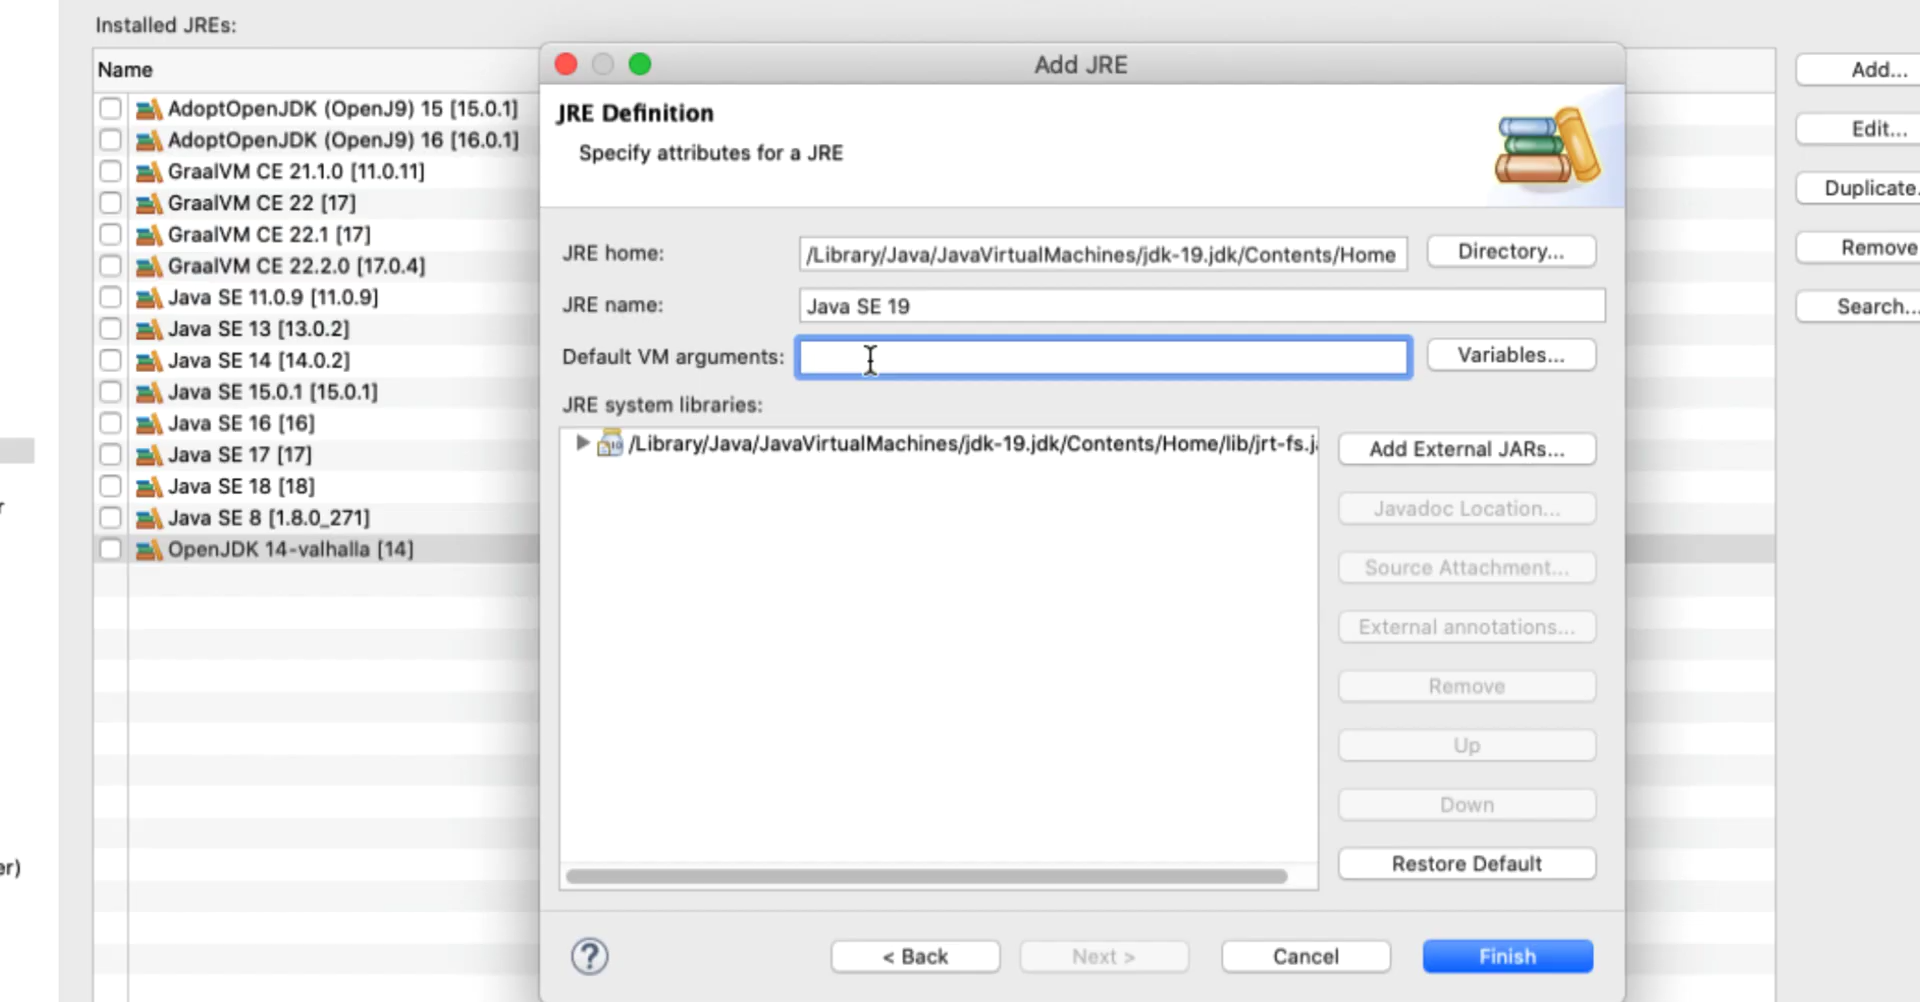 Installed JREs:
Name
AdoptOpenJDK (OpenJ9) 15 [15.0.1]
AdoptOpenJDK (OpenJ9) 16 [16.0.1]
GraalVM CE 21.1.0 [11.0.11]
GraalVM CE 22 [17]
GraalVM CE 22.1 [17]
GraalVM CE 22.2.0 [17.0.4]
Java SE 11.0.9 [11.0.9]
Java SE 13 [13.0.2]
Java SE 14 [14.0.2]
Java SE 15.0.1 [15.0.1]
Java SE 16 [16]
Java SE 17 [17]
Java SE 18 [18]
Java SE 8 [1.8.0_271]
OpenJDK 14-valhalla [14]
r
er)
Add JRE
JRE Definition
Specify attributes for a JRE
JRE home: /Library/Java/JavaVirtualMachines/jdk-19.jdk/Contents/Home Directory...
JRE name: Java SE 19
Default VM arguments: Variables...
JRE system libraries:
/Library/Java/JavaVirtualMachines/jdk-19.jdk/Contents/Home/lib/jrt-fs.j
Add External JARs...
Javadoc Location...
Source Attachment...
External annotations...
Remove
Up
Down
Restore Default
? < Back Next > Cancel Finish
Add...
Edit...
Duplicate.
Remove
Search...